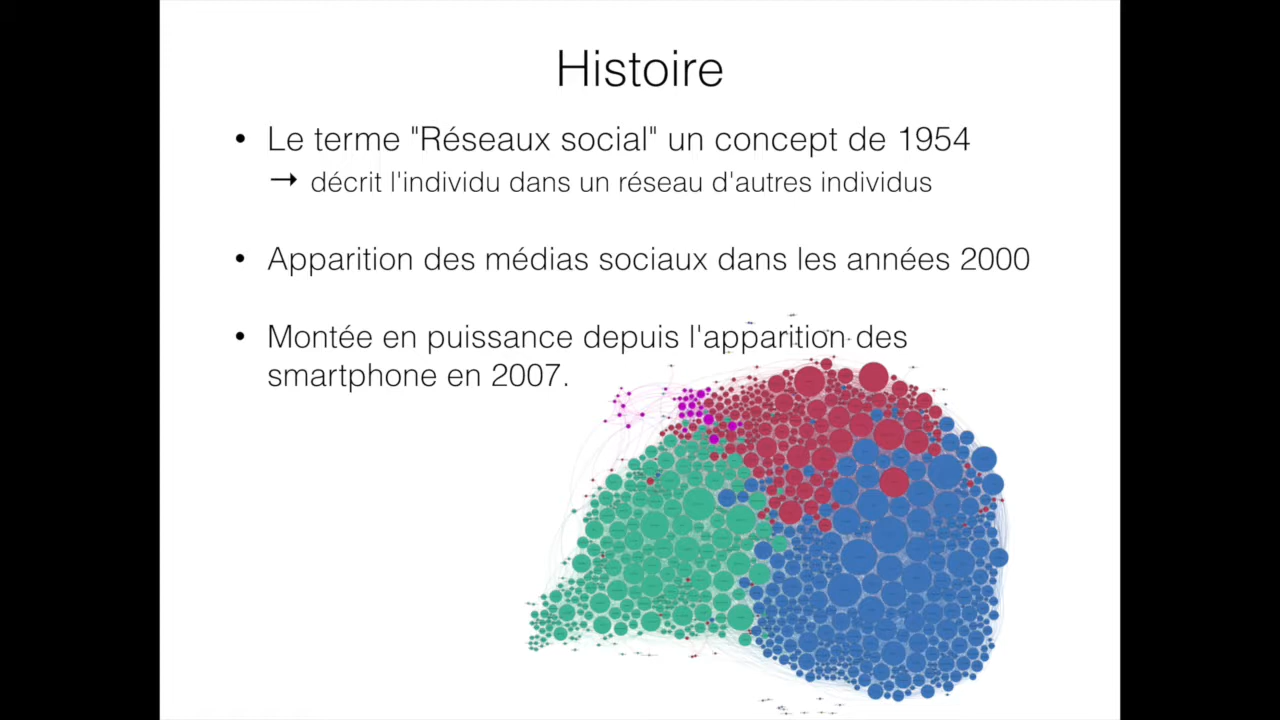 Histoire
• Le terme "Réseaux social" un concept de 1954
→ décrit l'individu dans un réseau d'autres individus
• Apparition des médias sociaux dans les années 2000
• Montée en puissance depuis l'apparition des
smartphone en 2007.